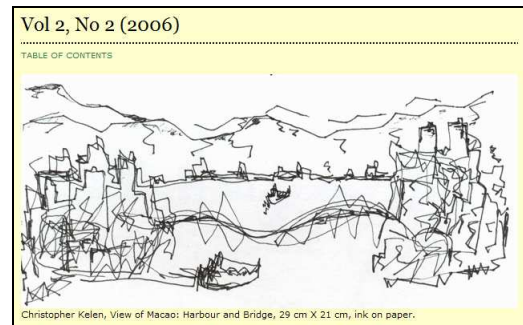 Vol 2, No 2 (2006)
TABLE OF CONTENTS
Christopher Kelen, View of Macao: Harbour and Bridge, 29 cm X 21 cm, ink on paper.